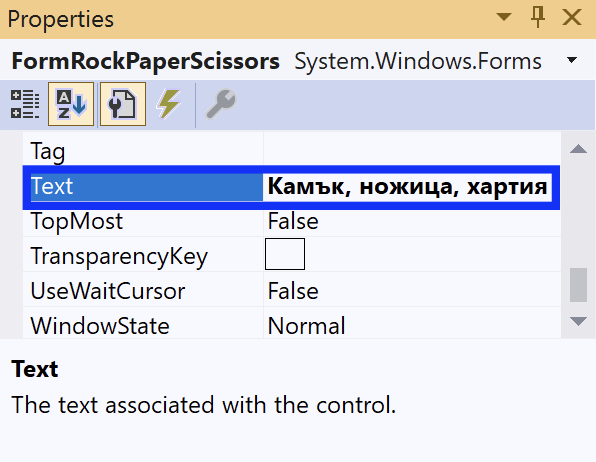 Properties
FormRockPaperScissors System.Windows.Forms
Tag
Text Камък, ножица, хартия
TopMost False
TransparencyKey
UseWaitCursor False
WindowState Normal
Text
The text associated with the control.